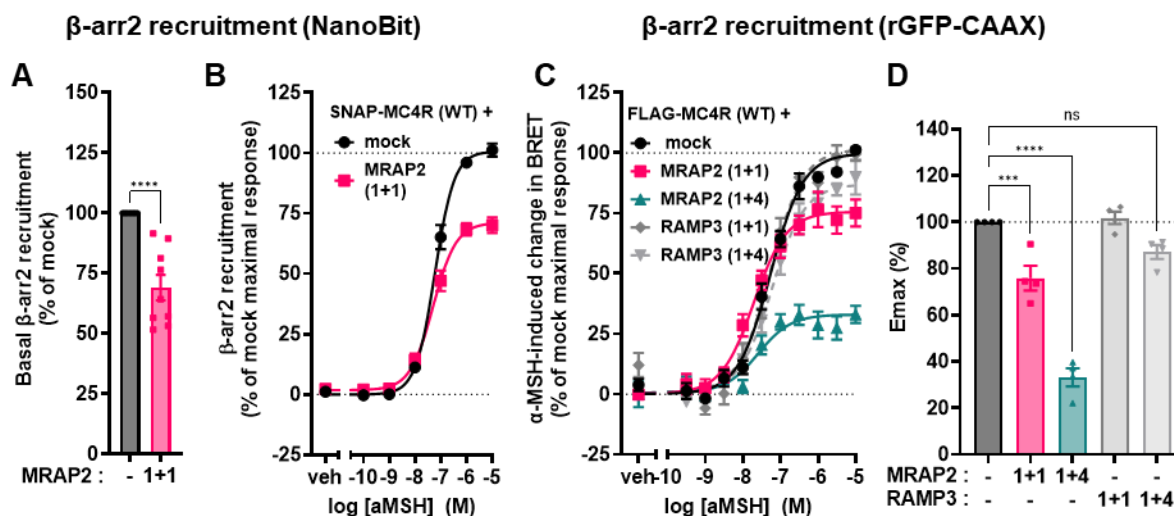 β-arr2 recruitment (NanoBit)
β-arr2 recruitment (rGFP-CAAX)
A
Basal β-arr2 recruitment
(% of mock)
150
125
100
75
50
25
0
****
MRAP2 : - 1+1
B
β-arr2 recruitment
(% of mock maximal response)
125
100
75
50
25
0
-25
SNAP-MC4R (WT) +
mock
MRAP2
(1+1)
veh -10 -9 -8 -7 -6 -5
log [aMSH] (M)
C
α-MSH-induced change in BRET
(% of mock maximal response)
125
100
75
50
25
0
-25
FLAG-MC4R (WT) +
mock
MRAP2 (1+1)
MRAP2 (1+4)
RAMP3 (1+1)
RAMP3 (1+4)
veh -10 -9 -8 -7 -6 -5
log [aMSH] (M)
D
Emax (%)
140
120
100
80
60
40
20
0
ns
****
***
MRAP2 : - 1+1 1+4 - -
RAMP3 : - - - 1+1 1+4